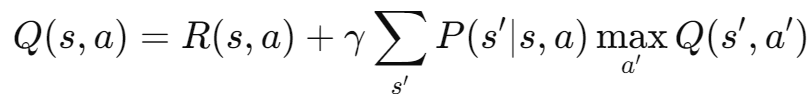 Q(s, a) = R(s, a) + γ ∑_{s′} P(s′|s, a) max_{a′} Q(s′, a′)